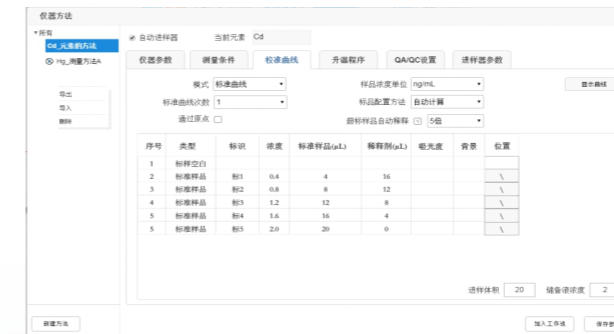 仪器方法
▾所有
Cd_元素的方法
Hg_测量方法A
导出
导入
删除
自动进样器 当前元素 Cd
仪器参数 测量条件 校准曲线 升温程序 QA/QC设置 进样器参数
模式 标准曲线 样品浓度单位 ng/mL 显示曲线
标准曲线次数 1 标品配置方法 自动计算
通过原点 超标样品自动稀释 5倍
序号 类型 标识 浓度 标准样品(μL) 稀释剂(μL) 吸光度 背景 位置
1 标样空白
2 标准样品 标1 0.4 4 16 \
3 标准样品 标2 0.8 8 12 \
4 标准样品 标3 1.2 12 8 \
5 标准样品 标4 1.6 16 4 \
5 标准样品 标5 2.0 20 0 \
进样体积 20 储备液浓度 2
新建方法 加入工作表 保存